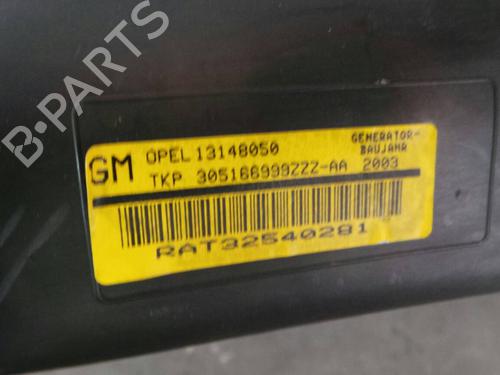 B-PARTS
GM OPEL 13148050 GENERATOR-
BAUJAHR
TKP 305166999ZZZ-AA 2003
RAT32540281